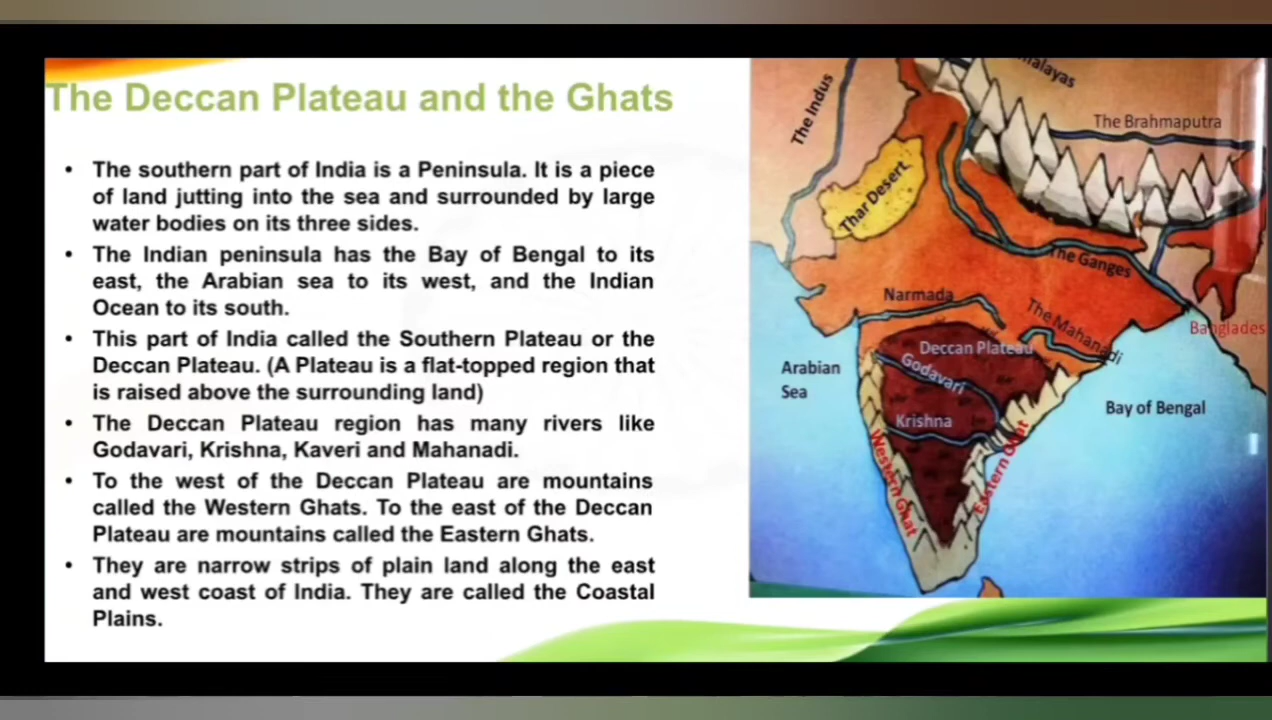 The Deccan Plateau and the Ghats
• The southern part of India is a Peninsula. It is a piece
of land jutting into the sea and surrounded by large
water bodies on its three sides.
• The Indian peninsula has the Bay of Bengal to its
east, the Arabian sea to its west, and the Indian
Ocean to its south.
• This part of India called the Southern Plateau or the
Deccan Plateau. (A Plateau is a flat-topped region that
is raised above the surrounding land)
• The Deccan Plateau region has many rivers like
Godavari, Krishna, Kaveri and Mahanadi.
• To the west of the Deccan Plateau are mountains
called the Western Ghats. To the east of the Deccan
Plateau are mountains called the Eastern Ghats.
• They are narrow strips of plain land along the east
and west coast of India. They are called the Coastal
Plains.
The Indus
The Brahmaputra
Thar Desert
The Ganges
Narmada
The Mahanadi
Deccan Plateau
Godavari
Krishna
Arabian
Sea
Bay of Bengal
Banglades
Western Ghat
Eastern Ghat